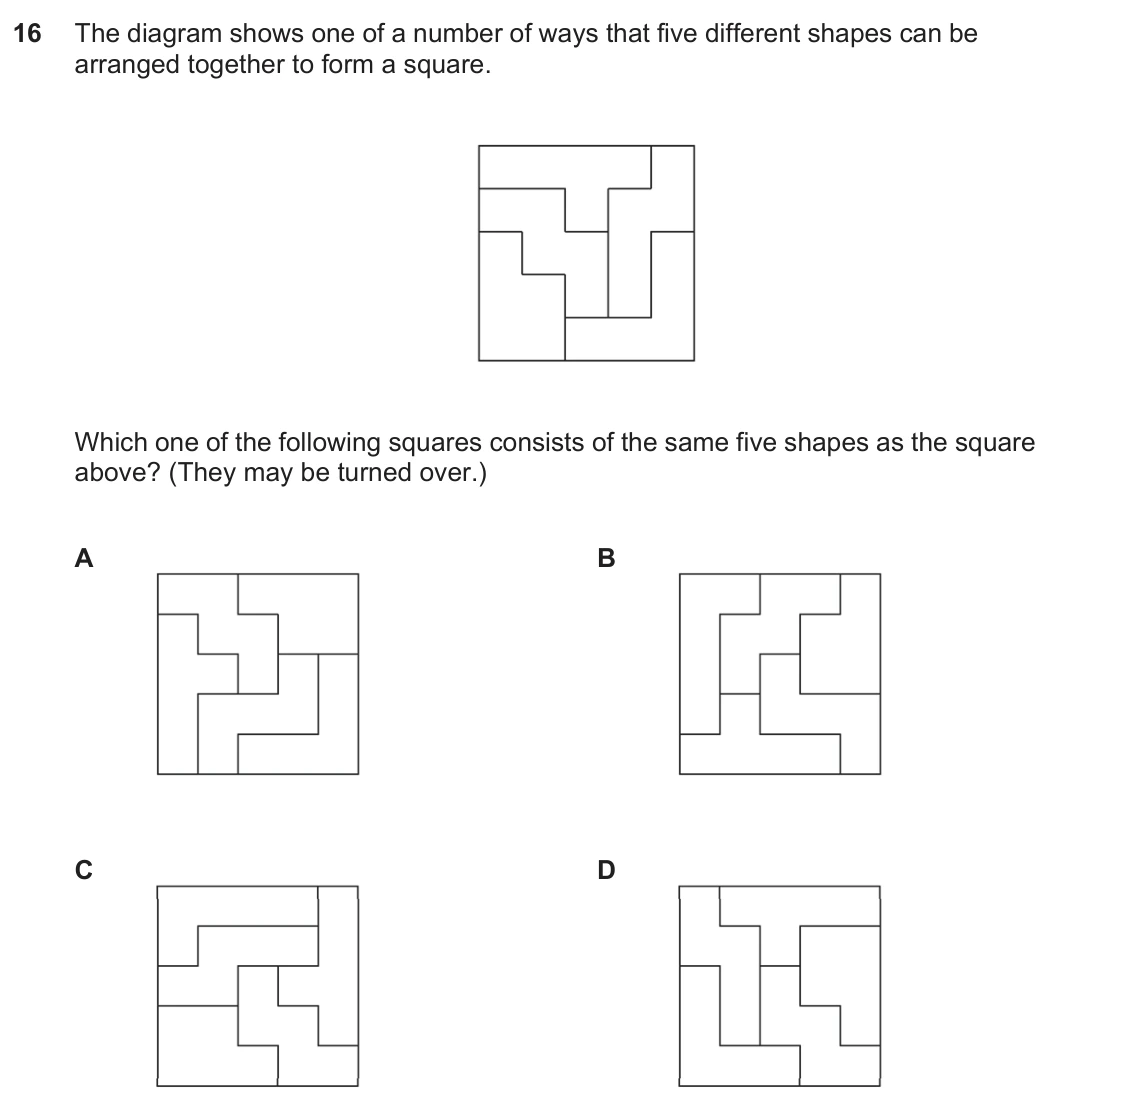 16 The diagram shows one of a number of ways that five different shapes can be
arranged together to form a square.
Which one of the following squares consists of the same five shapes as the square
above? (They may be turned over.)
A
B
C
D